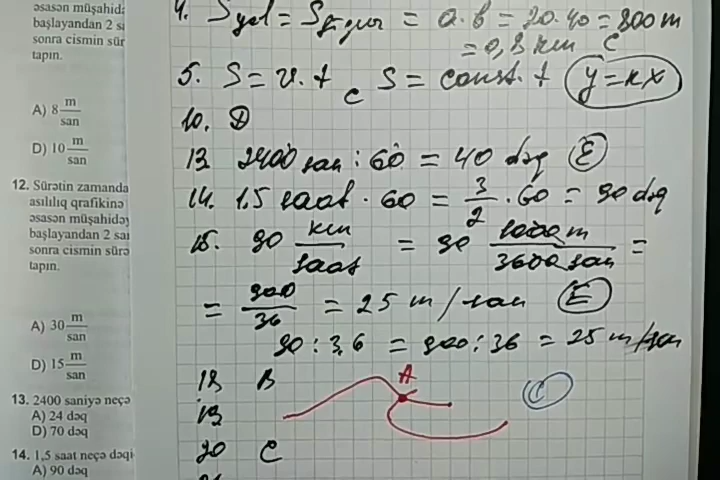 əsasən müşahidə
başlayandan 2 sa
sonra cismin sür
tapın.
A) 8 m/san
D) 10 m/san
12. Sürətin zamanda
asılılıq qrafikinə
əsasən müşahidəy
başlayandan 2 sa
sonra cismin sürə
tapın.
A) 30 m/san
D) 15 m/san
13. 2400 saniyə neçə
A) 24 dəq
D) 70 dəq
14. 1,5 saat neçə dəqi
A) 90 dəq
4. Syol = Sfiqur = a·b = 20·40 = 800 m
= 0,8 km C
5. S = v·t C S = const·t y=kx
10. D
13. 2400 san : 60 = 40 dəq E
14. 1,5 saat · 60 = 3/2 · 60 = 90 dəq
15. 90 km/saat = 90 1000 m/3600 san =
= 900/36 = 25 m/san E
90 : 3,6 = 900 : 36 = 25 m/san
18 B
A
19 C
20 C